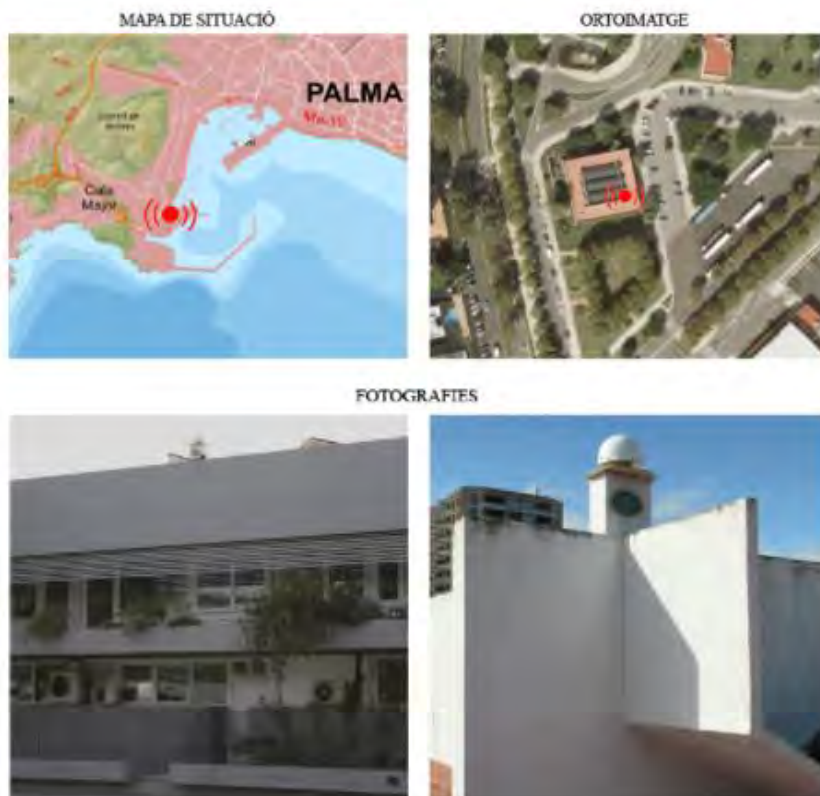 MAPA DE SITUACIÓ
ORTOIMATGE
PALMA
Cala
Major
FOTOGRAFIES